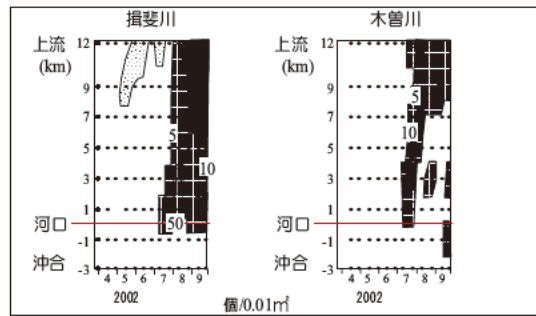 揖斐川 木曽川
上流 12 上流 12
(km) (km)
9 9
7 7
5 5 5 5
10
3 10 3
1 1
50
河口 河口
-1 -1
沖合 沖合
-3 -3
4 5 6 7 8 9 4 5 6 7 8 9
2002 2002
個/0.01㎡